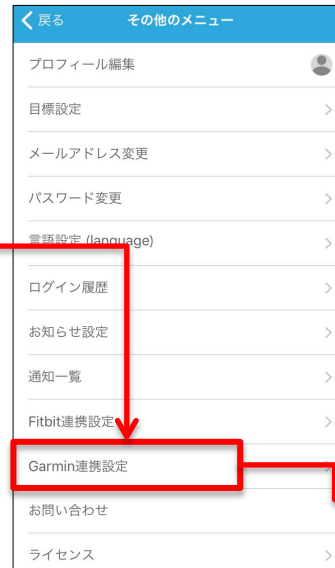 戻る その他のメニュー
プロフィール編集
目標設定
メールアドレス変更
パスワード変更
言語設定 (language)
ログイン履歴
お知らせ設定
通知一覧
Fitbit連携設定
Garmin連携設定
お問い合わせ
ライセンス